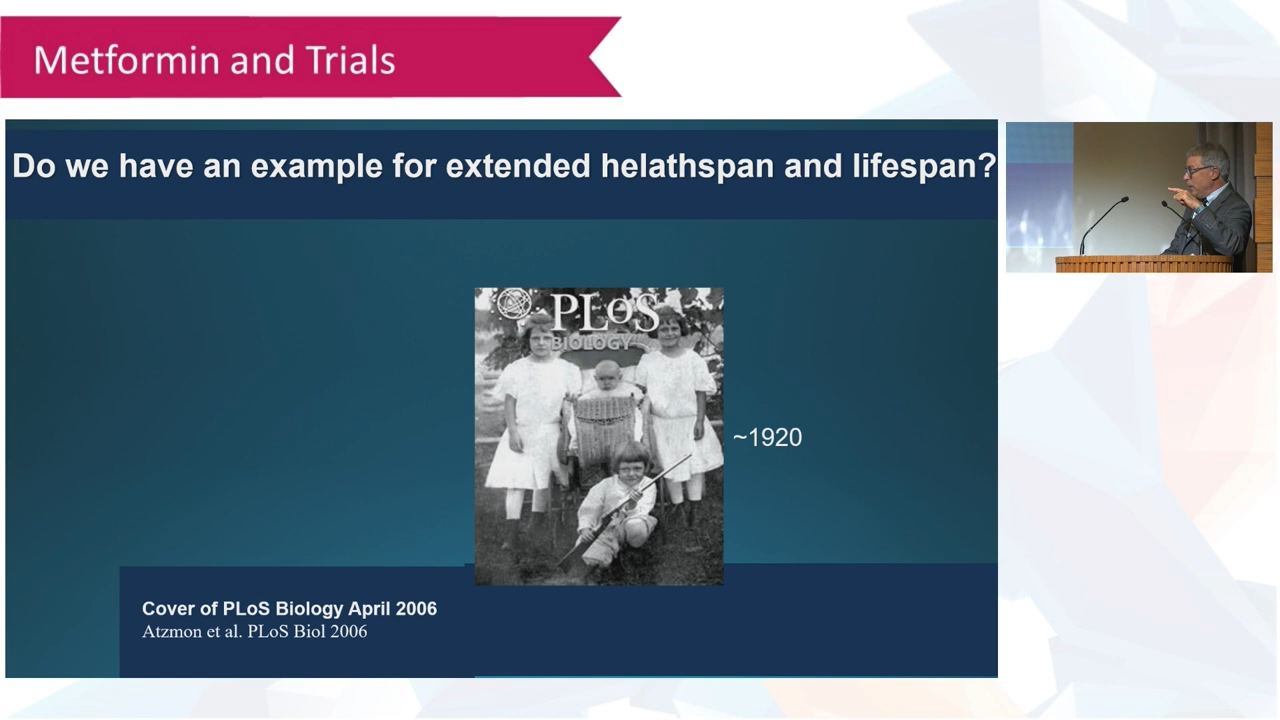 Metformin and Trials
Do we have an example for extended helathspan and lifespan?
PLoS
BIOLOGY
~1920
Cover of PLoS Biology April 2006
Atzmon et al. PLoS Biol 2006